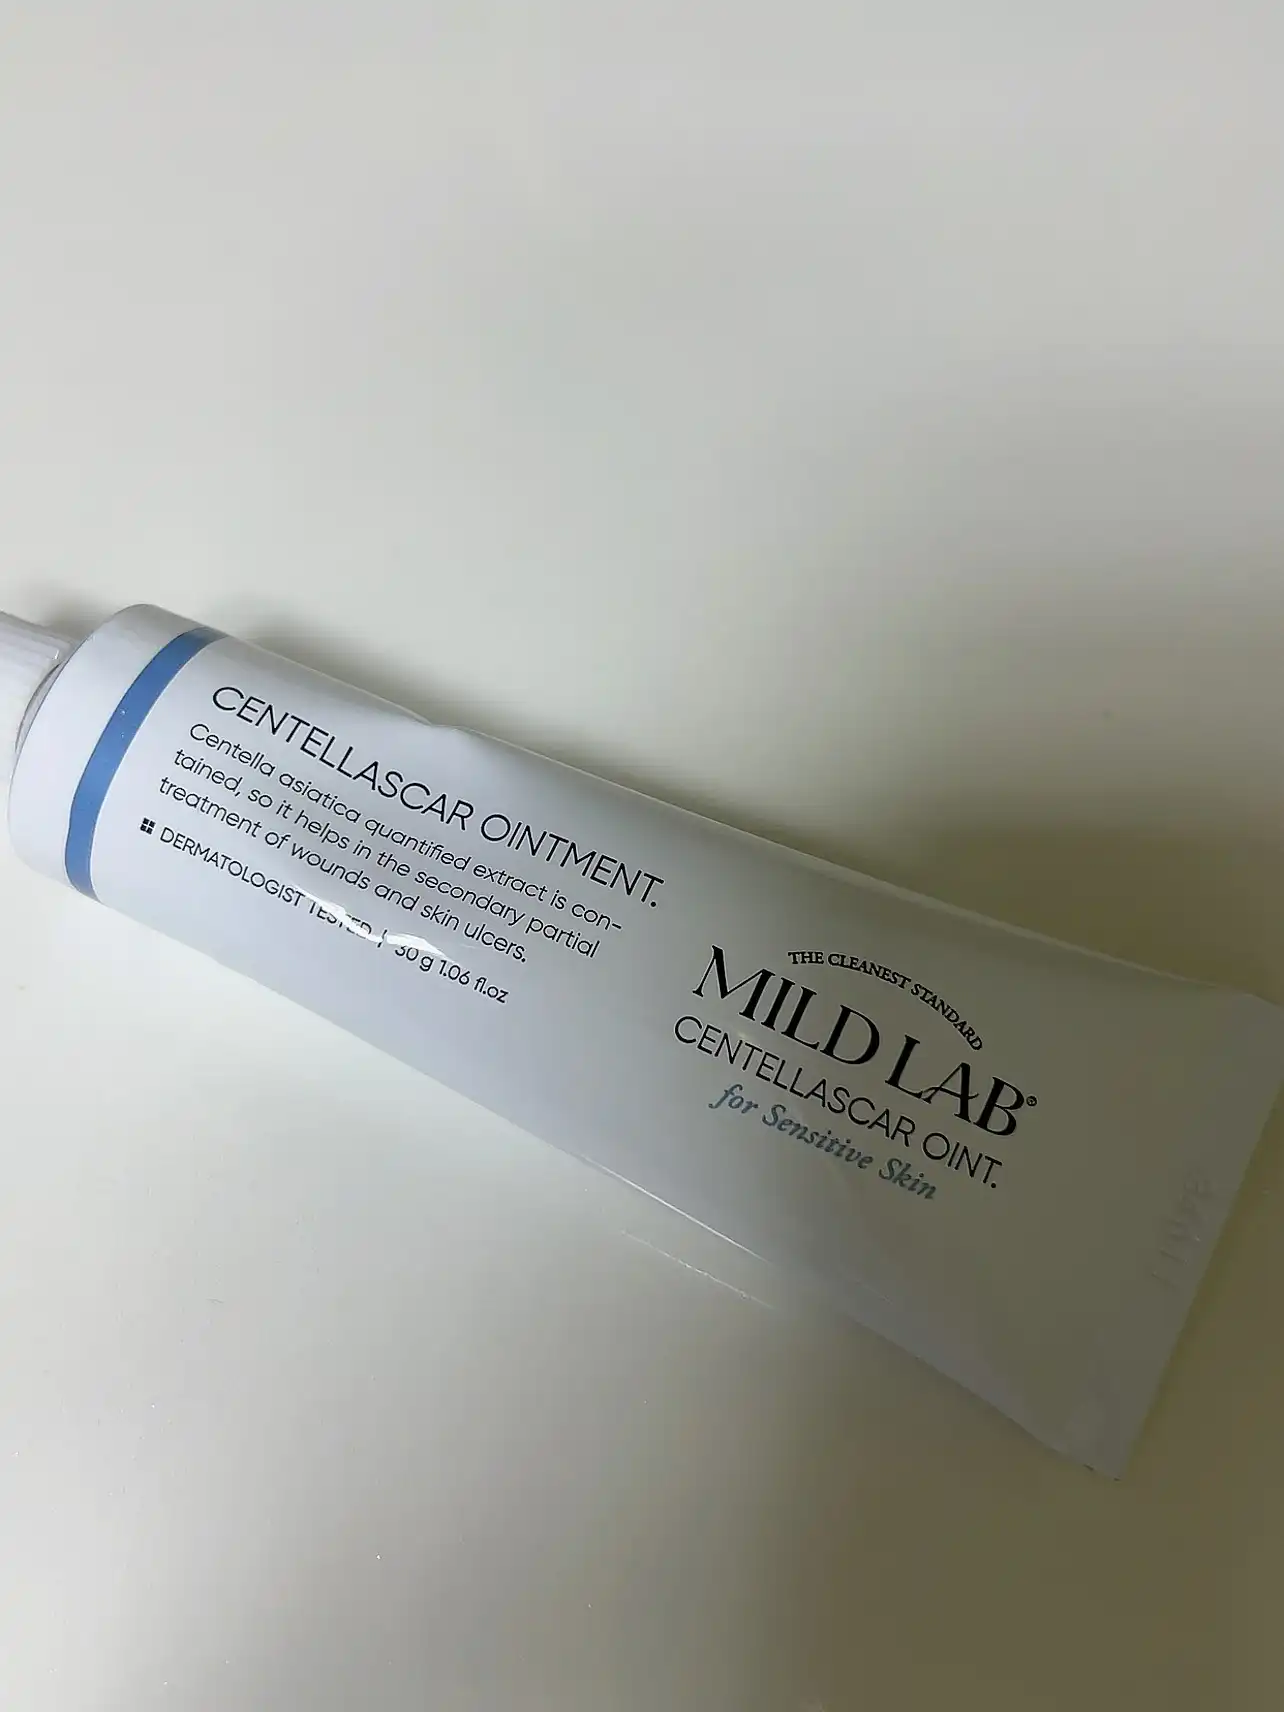 CENTELLASCAR OINTMENT.
Centella asiatica quantified extract is con-
tained, so it helps in the secondary partial
treatment of wounds and skin ulcers.
DERMATOLOGIST TESTED | 30 g 1.06 fl.oz
THE CLEANEST STANDARD
MILD LAB®
CENTELLASCAR OINT.
for Sensitive Skin